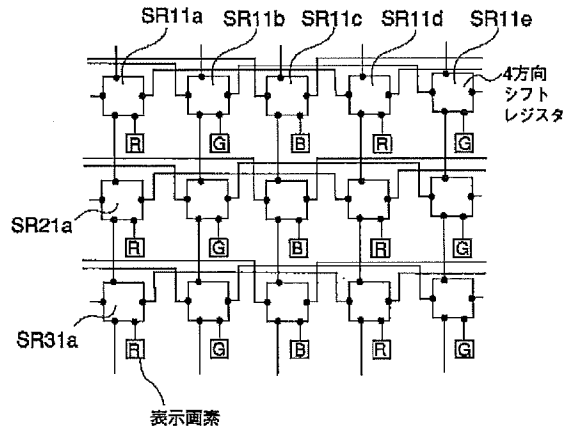 SR11a SR11b SR11c SR11d SR11e
4方向
シフト
レジスタ
R G B R G
SR21a
R G B R G
SR31a
R G B R G
表示画素